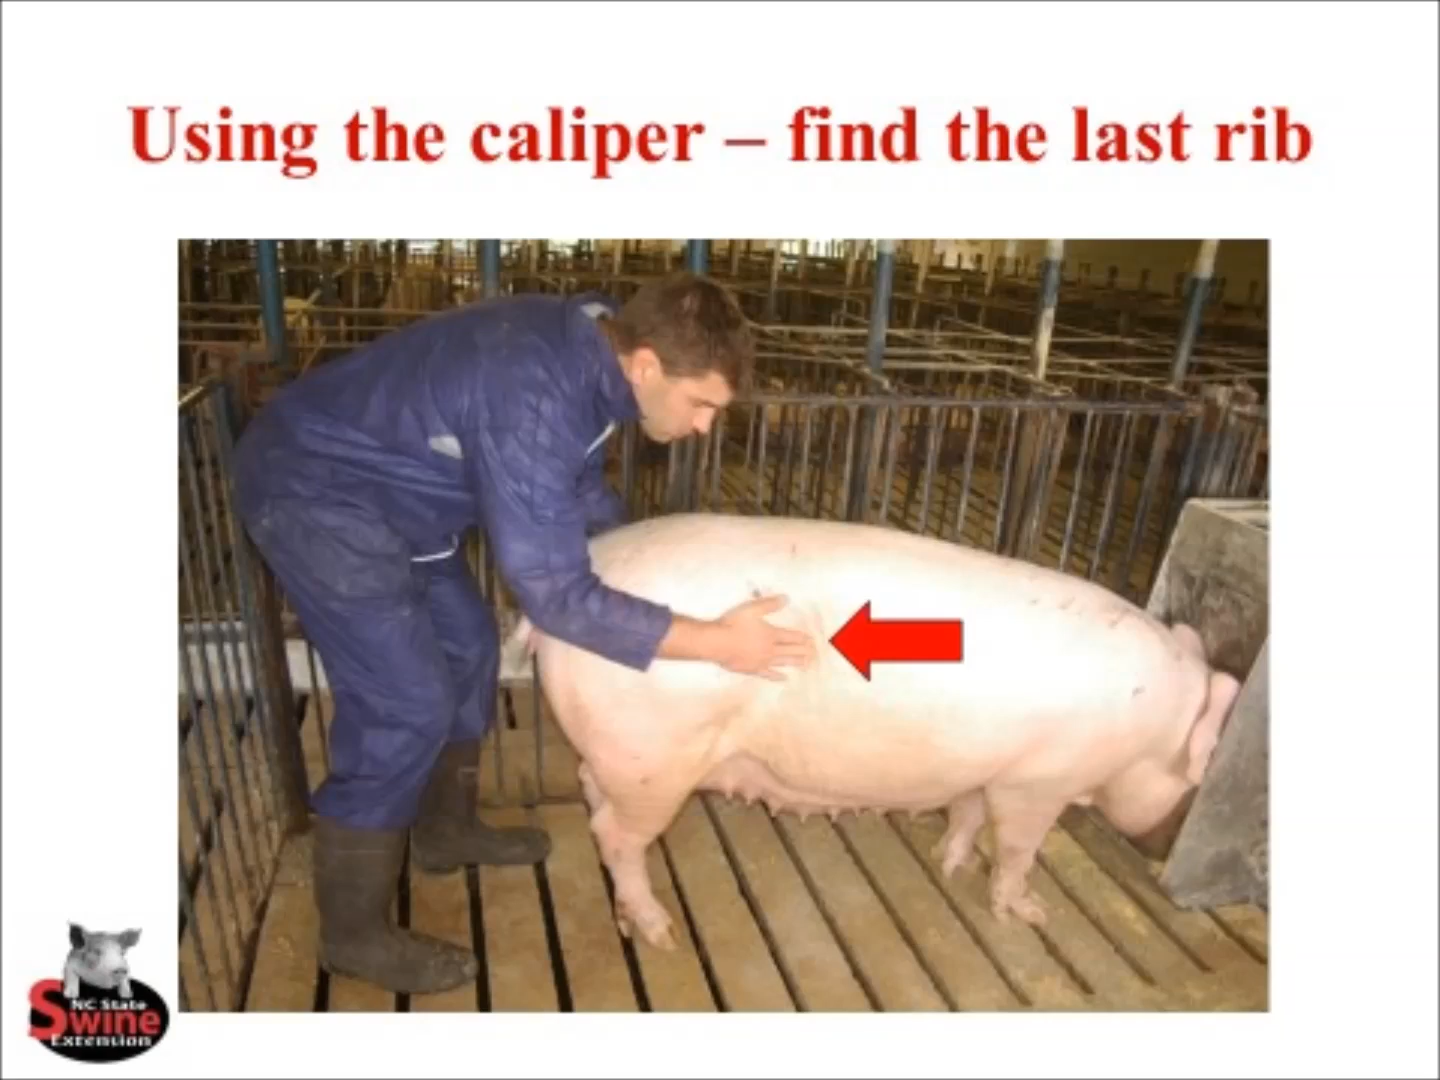 Using the caliper – find the last rib
NC State
Swine
Extension